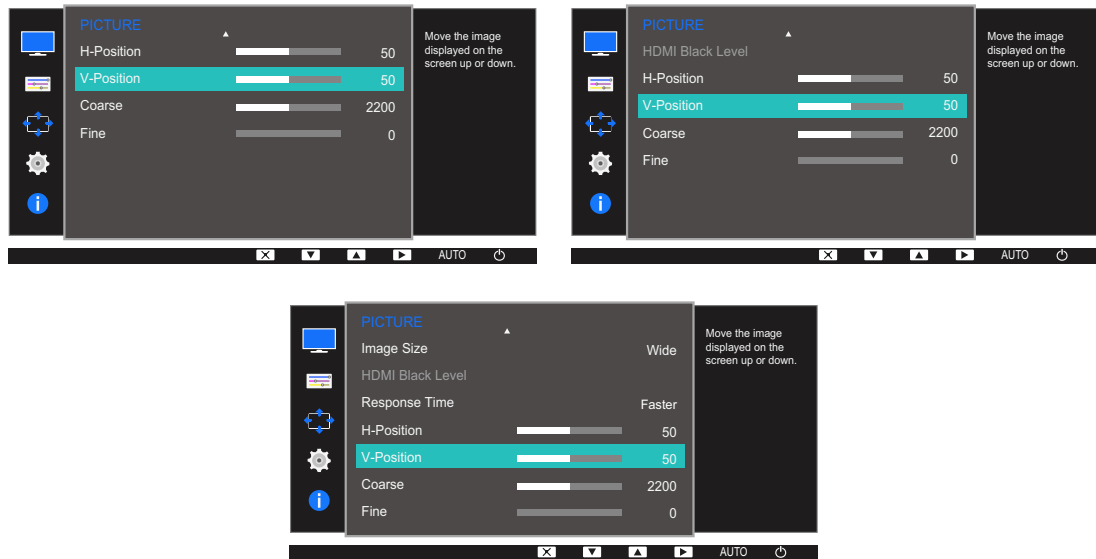 PICTURE
H-Position 50
V-Position 50
Coarse 2200
Fine 0
Move the image
displayed on the
screen up or down.
AUTO
PICTURE
HDMI Black Level
H-Position 50
V-Position 50
Coarse 2200
Fine 0
Move the image
displayed on the
screen up or down.
AUTO
PICTURE
Image Size Wide
HDMI Black Level
Response Time Faster
H-Position 50
V-Position 50
Coarse 2200
Fine 0
Move the image
displayed on the
screen up or down.
AUTO